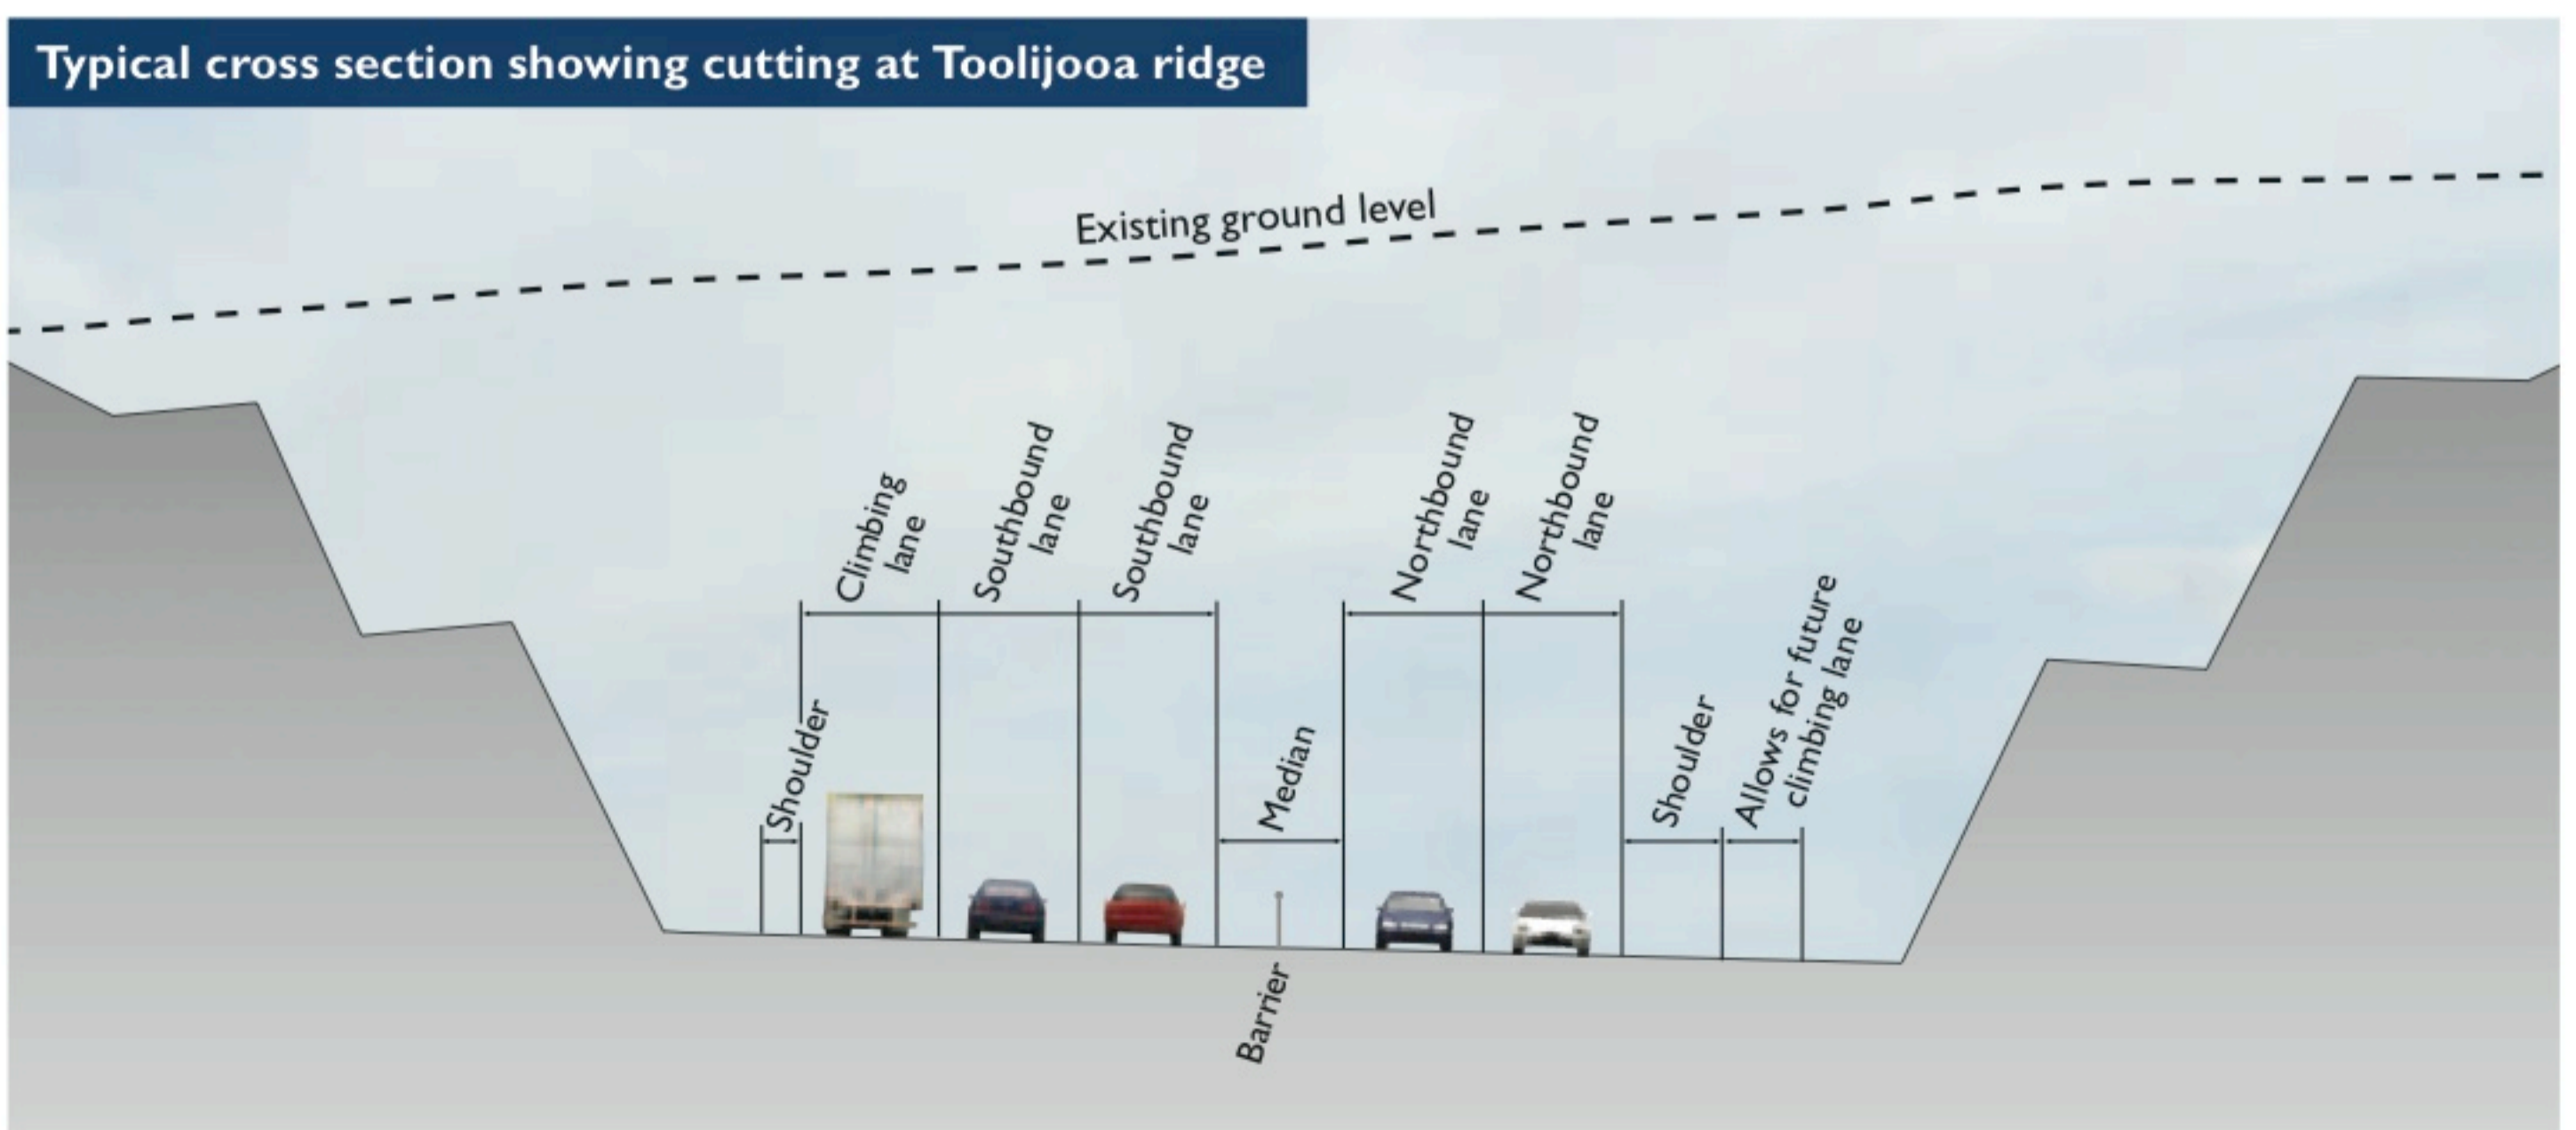 Typical cross section showing cutting at Toolijooa ridge
Existing ground level
Climbing
lane
Southbound
lane
Southbound
lane
Northbound
lane
Northbound
lane
Shoulder
Median
Shoulder
Allows for future
climbing lane
Barrier